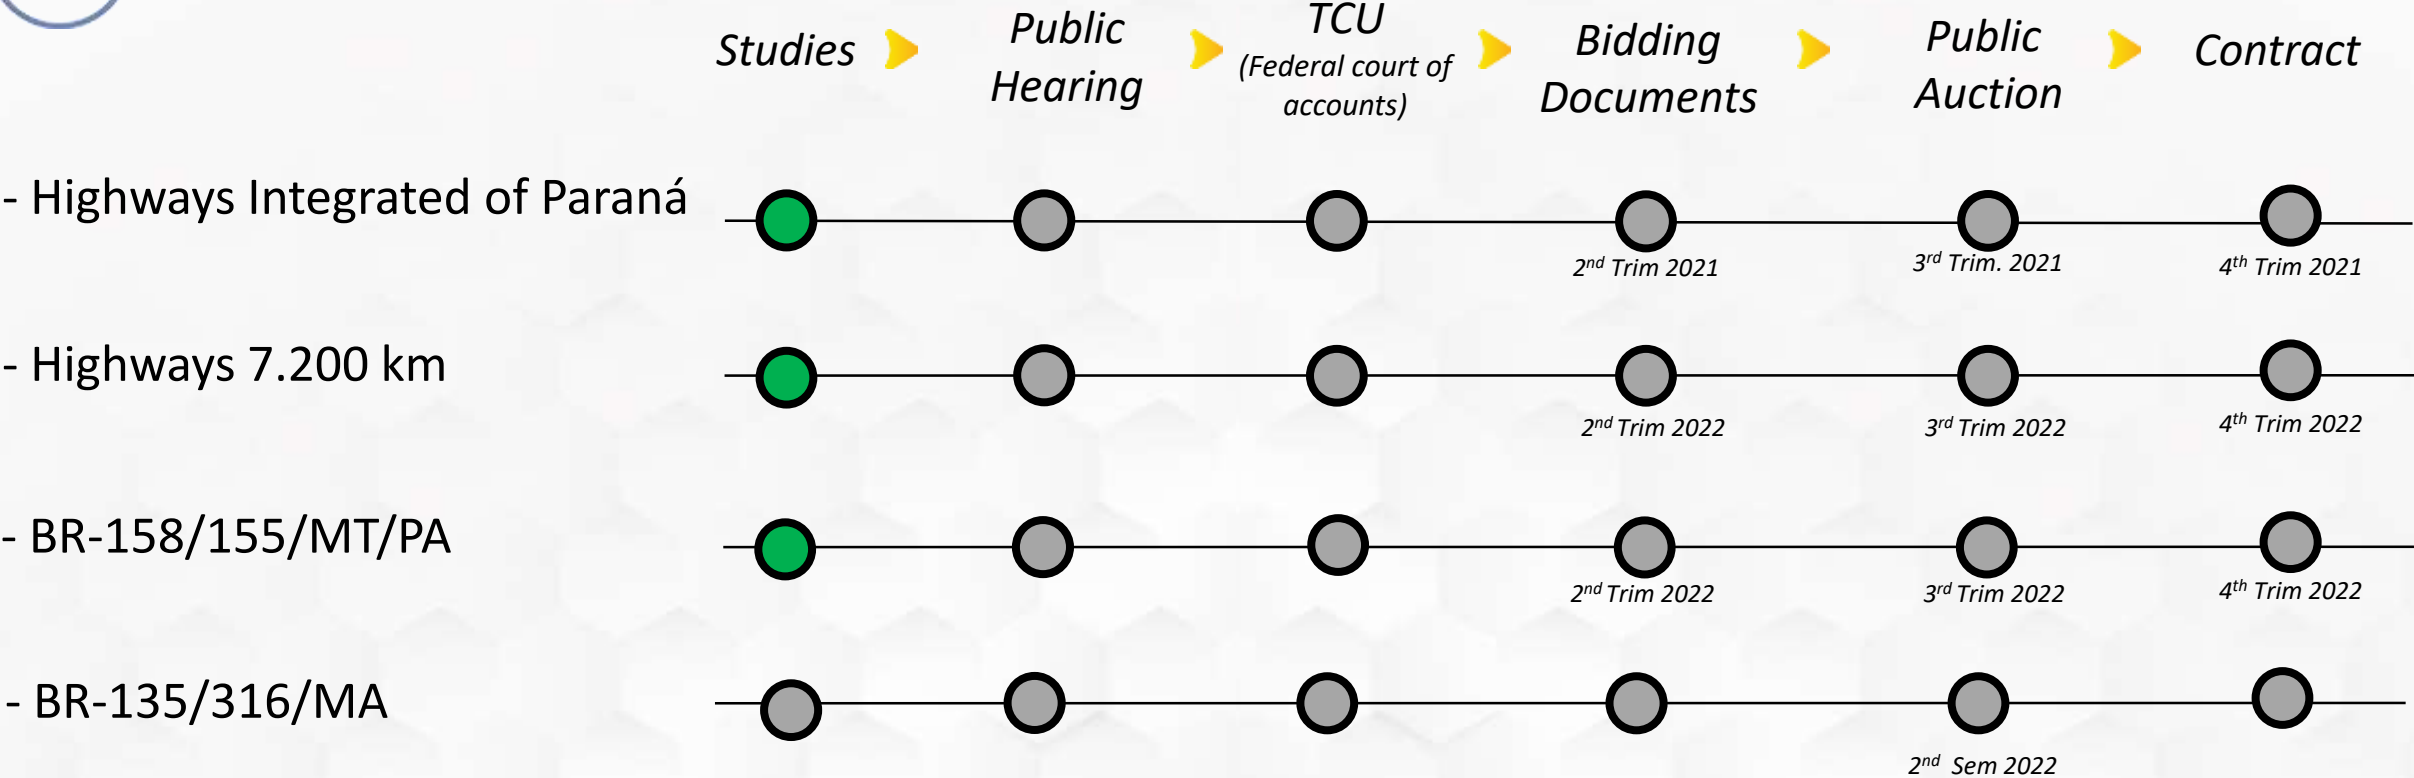 Studies
Public
Hearing
TCU
(Federal court of
accounts)
Bidding
Documents
Public
Auction
Contract
- Highways Integrated of Paraná
2nd Trim 2021
3rd Trim. 2021
4th Trim 2021
- Highways 7.200 km
2nd Trim 2022
3rd Trim 2022
4th Trim 2022
- BR-158/155/MT/PA
2nd Trim 2022
3rd Trim 2022
4th Trim 2022
- BR-135/316/MA
2nd Sem 2022